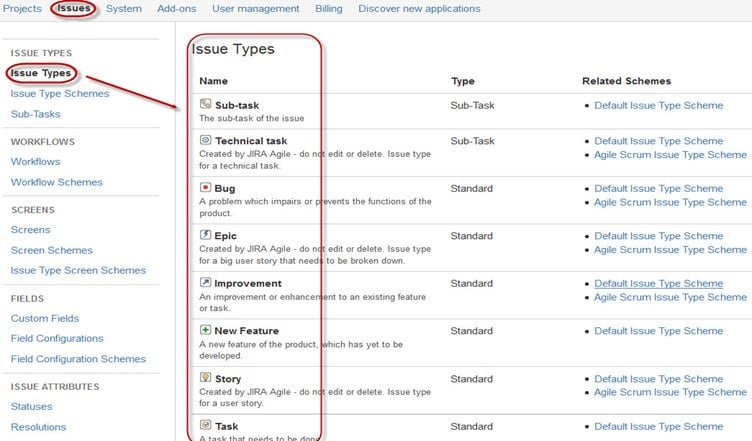 Projects Issues System Add-ons User management Billing Discover new applications
ISSUE TYPES
Issue Types
Issue Type Schemes
Sub-Tasks
WORKFLOWS
Workflows
Workflow Schemes
SCREENS
Screens
Screen Schemes
Issue Type Screen Schemes
FIELDS
Custom Fields
Field Configurations
Field Configuration Schemes
ISSUE ATTRIBUTES
Statuses
Resolutions
Issue Types
Name Type Related Schemes
Sub-task Sub-Task • Default Issue Type Scheme
The sub-task of the issue
Technical task Sub-Task • Default Issue Type Scheme
Created by JIRA Agile - do not edit or delete. Issue type • Agile Scrum Issue Type Scheme
for a technical task.
Bug Standard • Default Issue Type Scheme
A problem which impairs or prevents the functions of the • Agile Scrum Issue Type Scheme
product.
Epic Standard • Default Issue Type Scheme
Created by JIRA Agile - do not edit or delete. Issue type • Agile Scrum Issue Type Scheme
for a big user story that needs to be broken down.
Improvement Standard • Default Issue Type Scheme
An improvement or enhancement to an existing feature • Agile Scrum Issue Type Scheme
or task.
New Feature Standard • Default Issue Type Scheme
A new feature of the product, which has yet to be
developed.
Story Standard • Default Issue Type Scheme
Created by JIRA Agile - do not edit or delete. Issue type • Agile Scrum Issue Type Scheme
for a user story.
Task Standard • Default Issue Type Scheme
A task that needs to be done